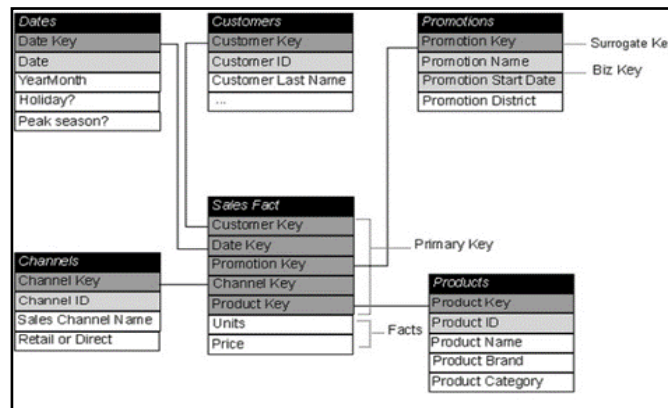 Dates
Date Key
Date
YearMonth
Holiday?
Peak season?
Customers
Customer Key
Customer ID
Customer Last Name
...
Promotions
Promotion Key
Promotion Name
Promotion Start Date
Promotion District
Surrogate Ke
Biz Key
Sales Fact
Customer Key
Date Key
Promotion Key
Channel Key
Product Key
Units
Price
Primary Key
Facts
Channels
Channel Key
Channel ID
Sales Channel Name
Retail or Direct
Products
Product Key
Product ID
Product Name
Product Brand
Product Category